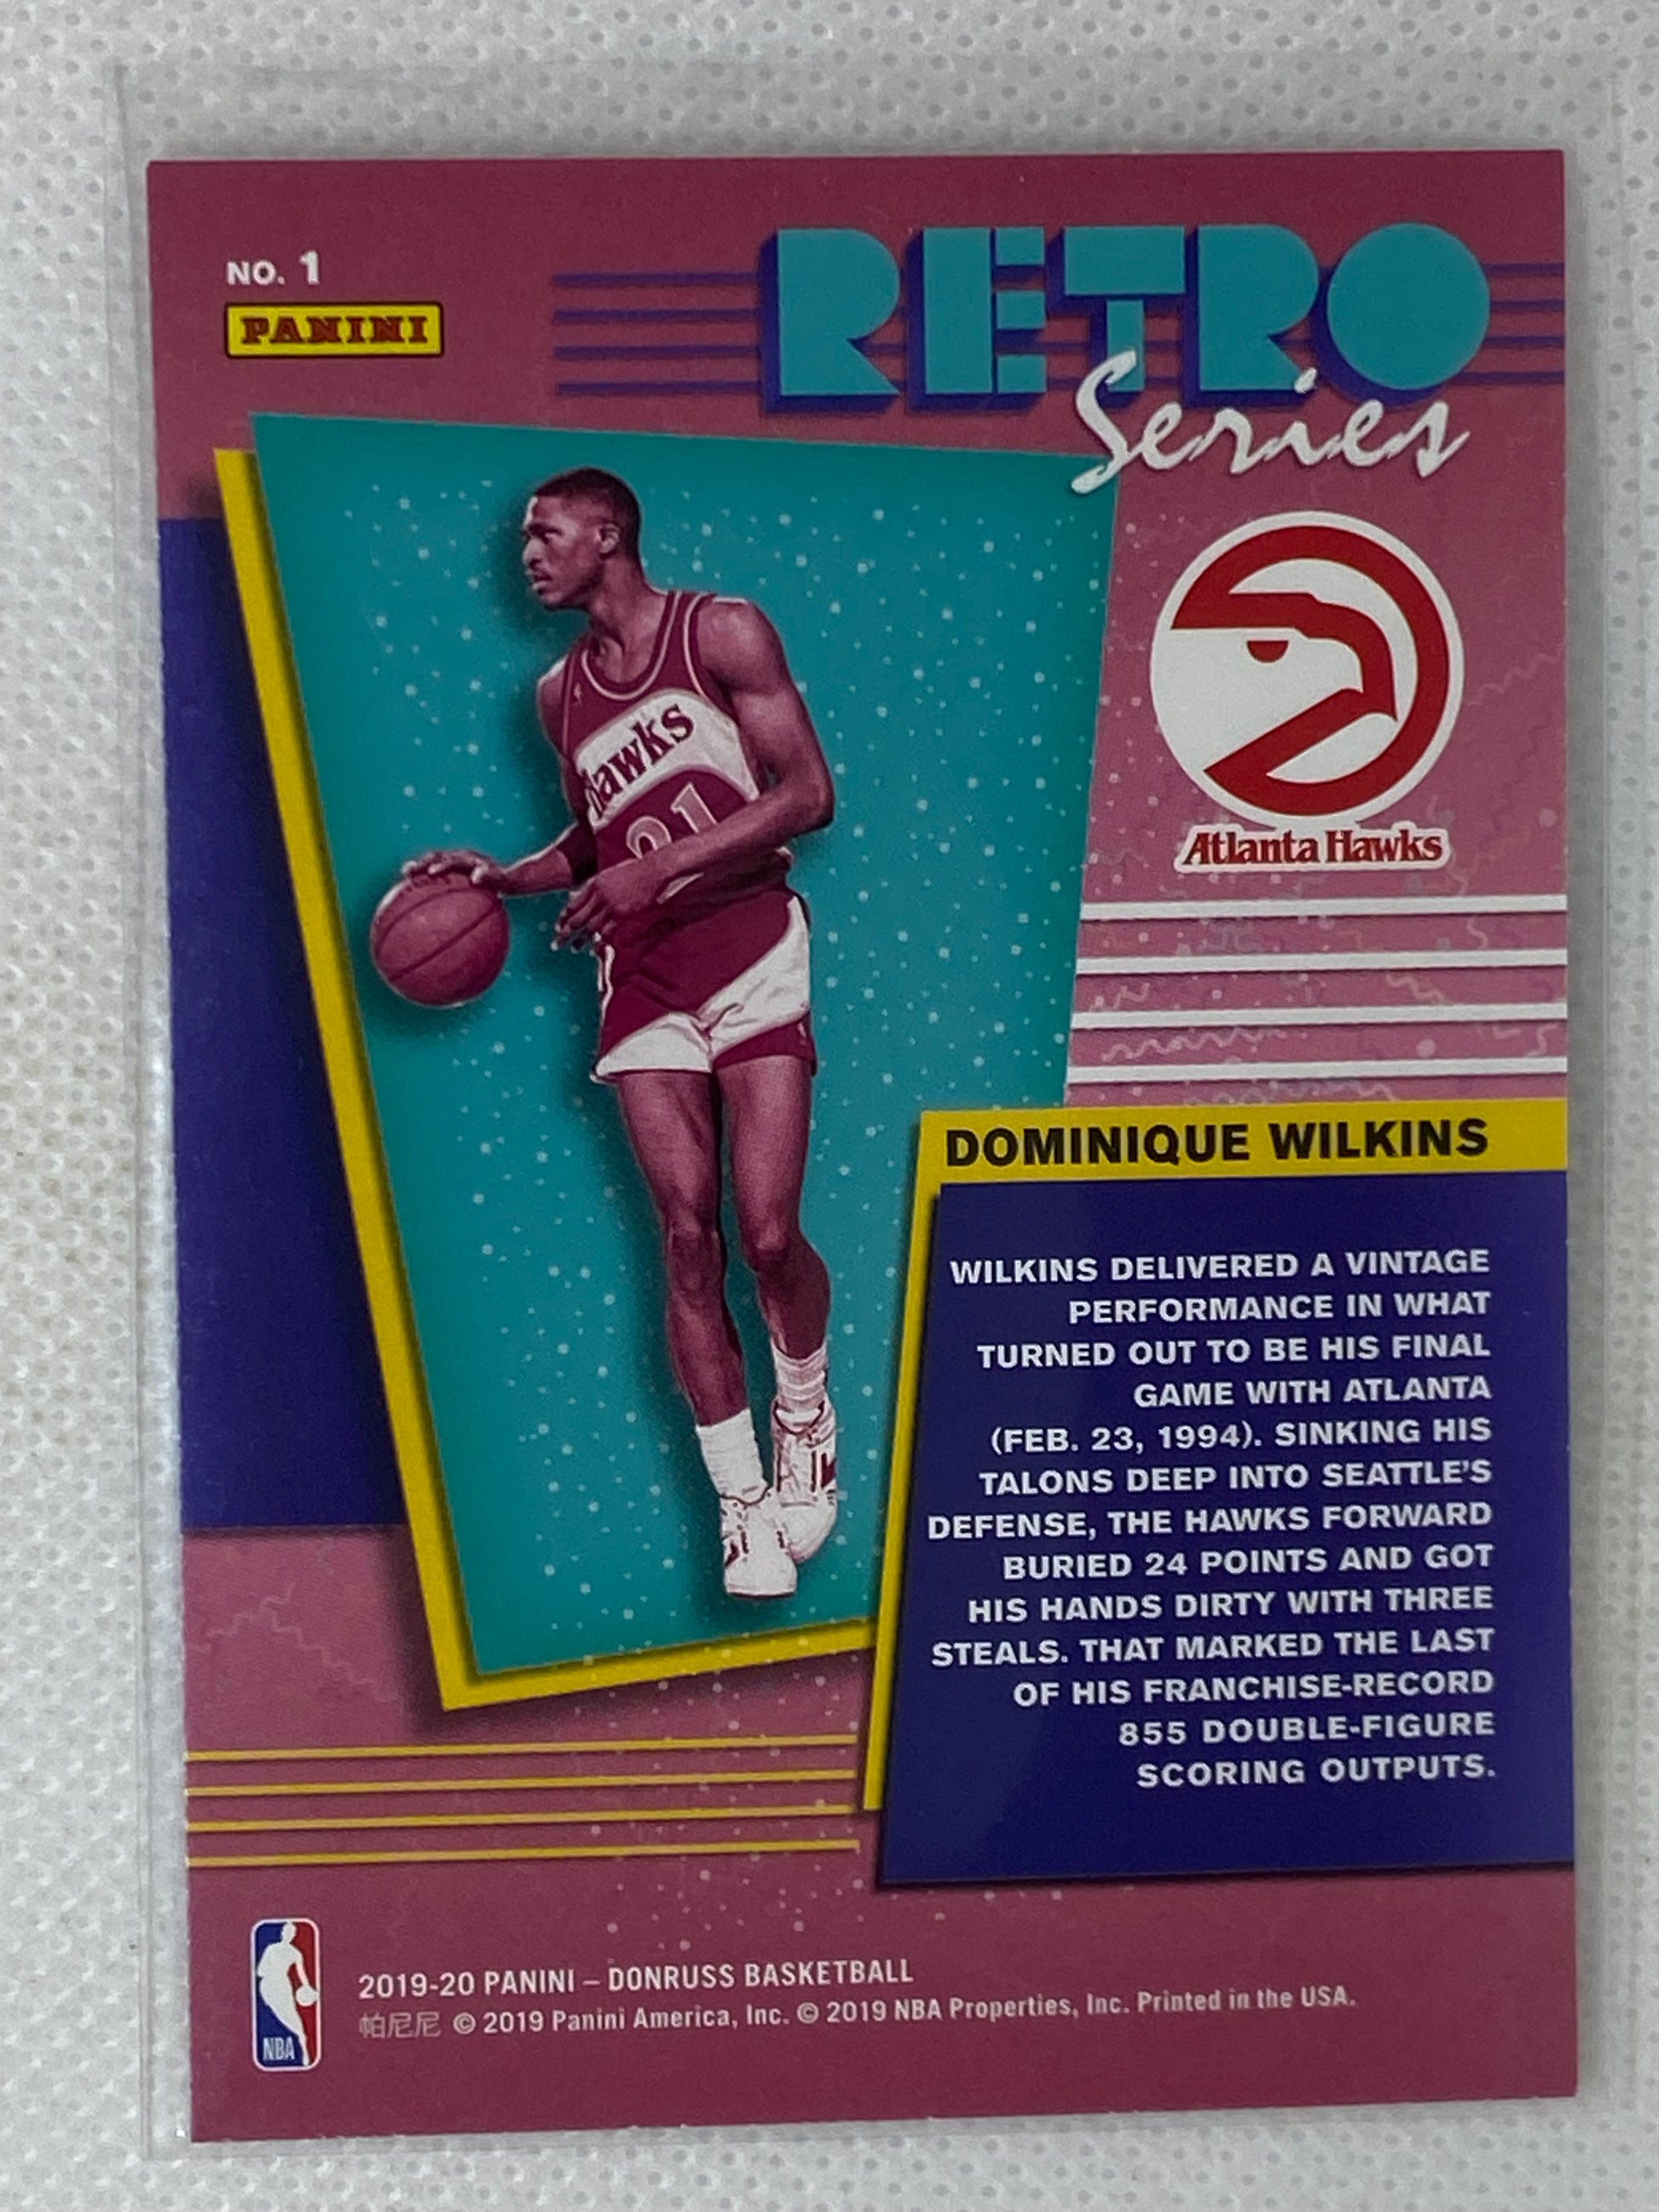 NO. 1
PANINI
RETRO
Series
Hawks
21
Atlanta Hawks
DOMINIQUE WILKINS
WILKINS DELIVERED A VINTAGE
PERFORMANCE IN WHAT
TURNED OUT TO BE HIS FINAL
GAME WITH ATLANTA
(FEB. 23, 1994). SINKING HIS
TALONS DEEP INTO SEATTLE'S
DEFENSE, THE HAWKS FORWARD
BURIED 24 POINTS AND GOT
HIS HANDS DIRTY WITH THREE
STEALS. THAT MARKED THE LAST
OF HIS FRANCHISE-RECORD
855 DOUBLE-FIGURE
SCORING OUTPUTS.
NBA
2019-20 PANINI – DONRUSS BASKETBALL
帕尼尼 © 2019 Panini America, Inc. © 2019 NBA Properties, Inc. Printed in the USA.